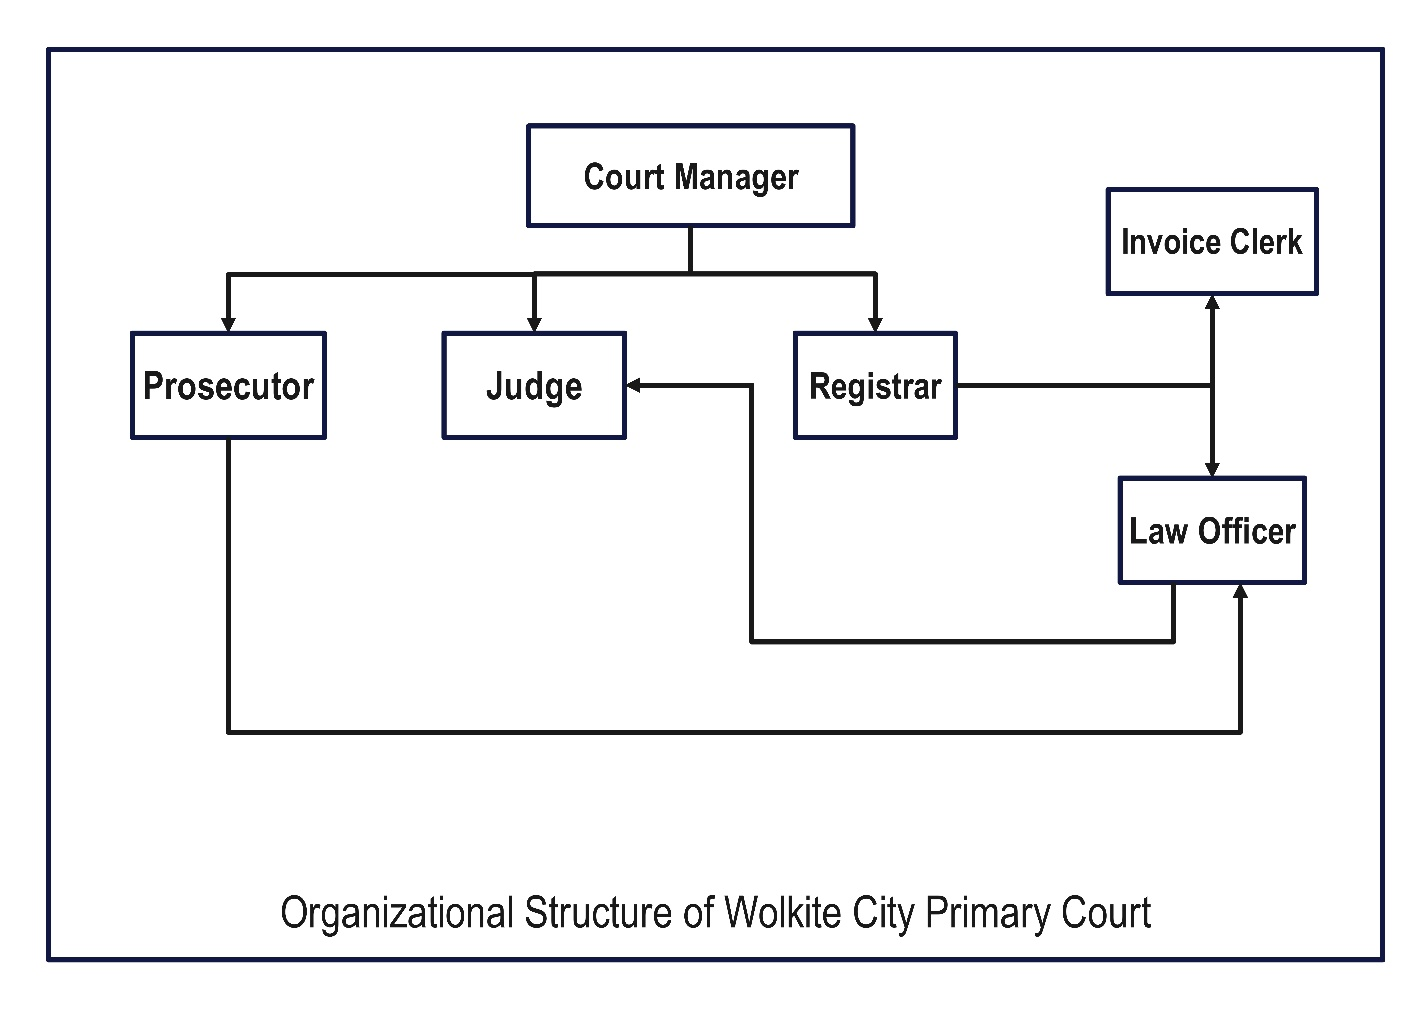 Court Manager
Invoice Clerk
Prosecutor
Judge
Registrar
Law Officer
Organizational Structure of Wolkite City Primary Court